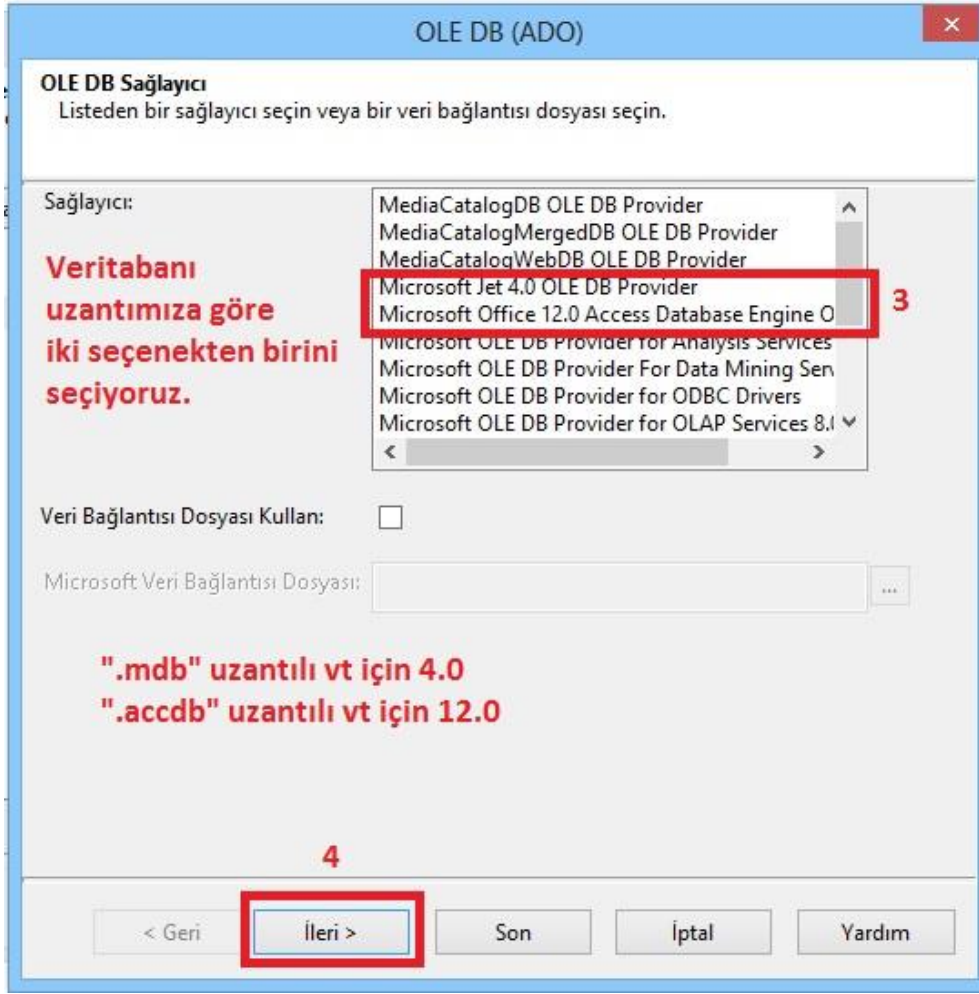 OLE DB (ADO)
OLE DB Sağlayıcı
Listeden bir sağlayıcı seçin veya bir veri bağlantısı dosyası seçin.
Sağlayıcı:
MediaCatalogDB OLE DB Provider
MediaCatalogMergedDB OLE DB Provider
MediaCatalogWebDB OLE DB Provider
Microsoft Jet 4.0 OLE DB Provider
Microsoft Office 12.0 Access Database Engine O
Microsoft OLE DB Provider for Analysis Services
Microsoft OLE DB Provider For Data Mining Serv
Microsoft OLE DB Provider for ODBC Drivers
Microsoft OLE DB Provider for OLAP Services 8.0
3
Veritabanı
uzantımıza göre
iki seçenekten birini
seçiyoruz.
Veri Bağlantısı Dosyası Kullan:
Microsoft Veri Bağlantısı Dosyası:
...
".mdb" uzantılı vt için 4.0
".accdb" uzantılı vt için 12.0
4
< Geri
İleri >
Son
İptal
Yardım